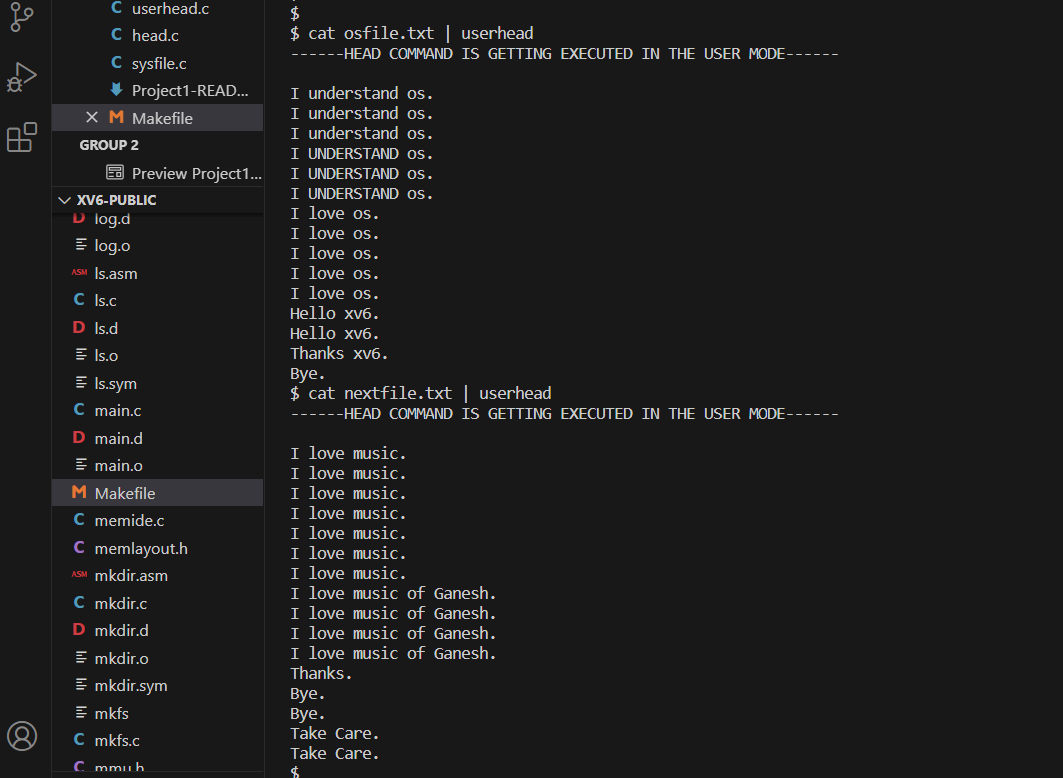 userhead.c
head.c
sysfile.c
Project1-READ...
Makefile
GROUP 2
Preview Project1...
XV6-PUBLIC
log.d
log.o
ASM ls.asm
ls.c
ls.d
ls.o
ls.sym
main.c
main.d
main.o
Makefile
memide.c
memlayout.h
ASM mkdir.asm
mkdir.c
mkdir.d
mkdir.o
mkdir.sym
mkfs
mkfs.c
mmu.h
$
$ cat osfile.txt | userhead
------HEAD COMMAND IS GETTING EXECUTED IN THE USER MODE------
I understand os.
I understand os.
I understand os.
I UNDERSTAND os.
I UNDERSTAND os.
I UNDERSTAND os.
I love os.
I love os.
I love os.
I love os.
I love os.
Hello xv6.
Hello xv6.
Thanks xv6.
Bye.
$ cat nextfile.txt | userhead
------HEAD COMMAND IS GETTING EXECUTED IN THE USER MODE------
I love music.
I love music.
I love music.
I love music.
I love music.
I love music.
I love music.
I love music of Ganesh.
I love music of Ganesh.
I love music of Ganesh.
I love music of Ganesh.
Thanks.
Bye.
Bye.
Take Care.
Take Care.
$